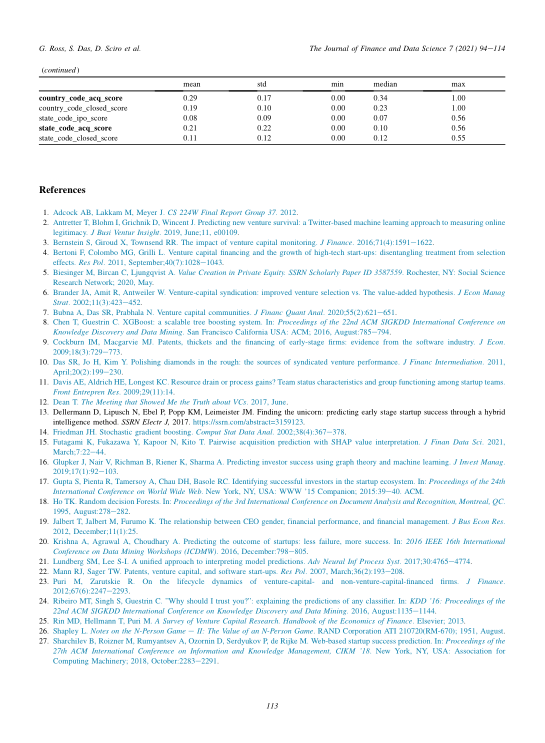 G. Ross, S. Das, D. Sciro et al.
The Journal of Finance and Data Science 7 (2021) 94–114
(continued)
mean std min median max
country_code_acq_score 0.29 0.17 0.00 0.34 1.00
country_code_closed_score 0.19 0.10 0.00 0.23 1.00
state_code_ipo_score 0.08 0.09 0.00 0.07 0.56
state_code_acq_score 0.21 0.22 0.00 0.10 0.56
state_code_closed_score 0.11 0.12 0.00 0.12 0.55
References
1. Adcock AB, Lakkam M, Meyer J. CS 224W Final Report Group 37. 2012.
2. Antretter T, Blohm I, Grichnik D, Wincent J. Predicting new venture survival: a Twitter-based machine learning approach to measuring online
legitimacy. J Busi Ventur Insight. 2019, June;11, e00109.
3. Bernstein S, Giroud X, Townsend RR. The impact of venture capital monitoring. J Finance. 2016;71(4):1591–1622.
4. Bertoni F, Colombo MG, Grilli L. Venture capital financing and the growth of high-tech start-ups: disentangling treatment from selection
effects. Res Pol. 2011, September;40(7):1028–1043.
5. Biesinger M, Bircan C, Ljungqvist A. Value Creation in Private Equity. SSRN Scholarly Paper ID 3587559. Rochester, NY: Social Science
Research Network; 2020, May.
6. Brander JA, Amit R, Antweiler W. Venture-capital syndication: improved venture selection vs. The value-added hypothesis. J Econ Manag
Strat. 2002;11(3):423–452.
7. Bubna A, Das SR, Prabhala N. Venture capital communities. J Financ Quant Anal. 2020;55(2):621–651.
8. Chen T, Guestrin C. XGBoost: a scalable tree boosting system. In: Proceedings of the 22nd ACM SIGKDD International Conference on
Knowledge Discovery and Data Mining. San Francisco California USA: ACM; 2016, August:785–794.
9. Cockburn IM, Macgarvie MJ. Patents, thickets and the financing of early-stage firms: evidence from the software industry. J Econ.
2009;18(3):729–773.
10. Das SR, Jo H, Kim Y. Polishing diamonds in the rough: the sources of syndicated venture performance. J Financ Intermediation. 2011,
April;20(2):199–230.
11. Davis AE, Aldrich HE, Longest KC. Resource drain or process gains? Team status characteristics and group functioning among startup teams.
Front Entrepren Res. 2009;29(11):14.
12. Dean T. The Meeting that Showed Me the Truth about VCs. 2017, June.
13. Dellermann D, Lipusch N, Ebel P, Popp KM, Leimeister JM. Finding the unicorn: predicting early stage startup success through a hybrid
intelligence method. SSRN Electr J, 2017. https://ssrn.com/abstract=3159123.
14. Friedman JH. Stochastic gradient boosting. Comput Stat Data Anal. 2002;38(4):367–378.
15. Futagami K, Fukazawa Y, Kapoor N, Kito T. Pairwise acquisition prediction with SHAP value interpretation. J Finan Data Sci. 2021,
March;7:22–44.
16. Glupker J, Nair V, Richman B, Riener K, Sharma A. Predicting investor success using graph theory and machine learning. J Invest Manag.
2019;17(1):92–103.
17. Gupta S, Pienta R, Tamersoy A, Chau DH, Basole RC. Identifying successful investors in the startup ecosystem. In: Proceedings of the 24th
International Conference on World Wide Web. New York, NY, USA: WWW '15 Companion; 2015:39–40. ACM.
18. Ho TK. Random decision Forests. In: Proceedings of the 3rd International Conference on Document Analysis and Recognition, Montreal, QC.
1995, August:278–282.
19. Jalbert T, Jalbert M, Furumo K. The relationship between CEO gender, financial performance, and financial management. J Bus Econ Res.
2012, December;11(1):25.
20. Krishna A, Agrawal A, Choudhary A. Predicting the outcome of startups: less failure, more success. In: 2016 IEEE 16th International
Conference on Data Mining Workshops (ICDMW). 2016, December:798–805.
21. Lundberg SM, Lee S-I. A unified approach to interpreting model predictions. Adv Neural Inf Process Syst. 2017;30:4765–4774.
22. Mann RJ, Sager TW. Patents, venture capital, and software start-ups. Res Pol. 2007, March;36(2):193–208.
23. Puri M, Zarutskie R. On the lifecycle dynamics of venture-capital- and non-venture-capital-financed firms. J Finance.
2012;67(6):2247–2293.
24. Ribeiro MT, Singh S, Guestrin C. "Why should I trust you?": explaining the predictions of any classifier. In: KDD '16: Proceedings of the
22nd ACM SIGKDD International Conference on Knowledge Discovery and Data Mining. 2016, August:1135–1144.
25. Rin MD, Hellmann T, Puri M. A Survey of Venture Capital Research. Handbook of the Economics of Finance. Elsevier; 2013.
26. Shapley L. Notes on the N-Person Game – II: The Value of an N-Person Game. RAND Corporation ATI 210720(RM-670); 1951, August.
27. Sharchilev B, Roizner M, Rumyantsev A, Ozornin D, Serdyukov P, de Rijke M. Web-based startup success prediction. In: Proceedings of the
27th ACM International Conference on Information and Knowledge Management, CIKM '18. New York, NY, USA: Association for
Computing Machinery; 2018, October:2283–2291.
113